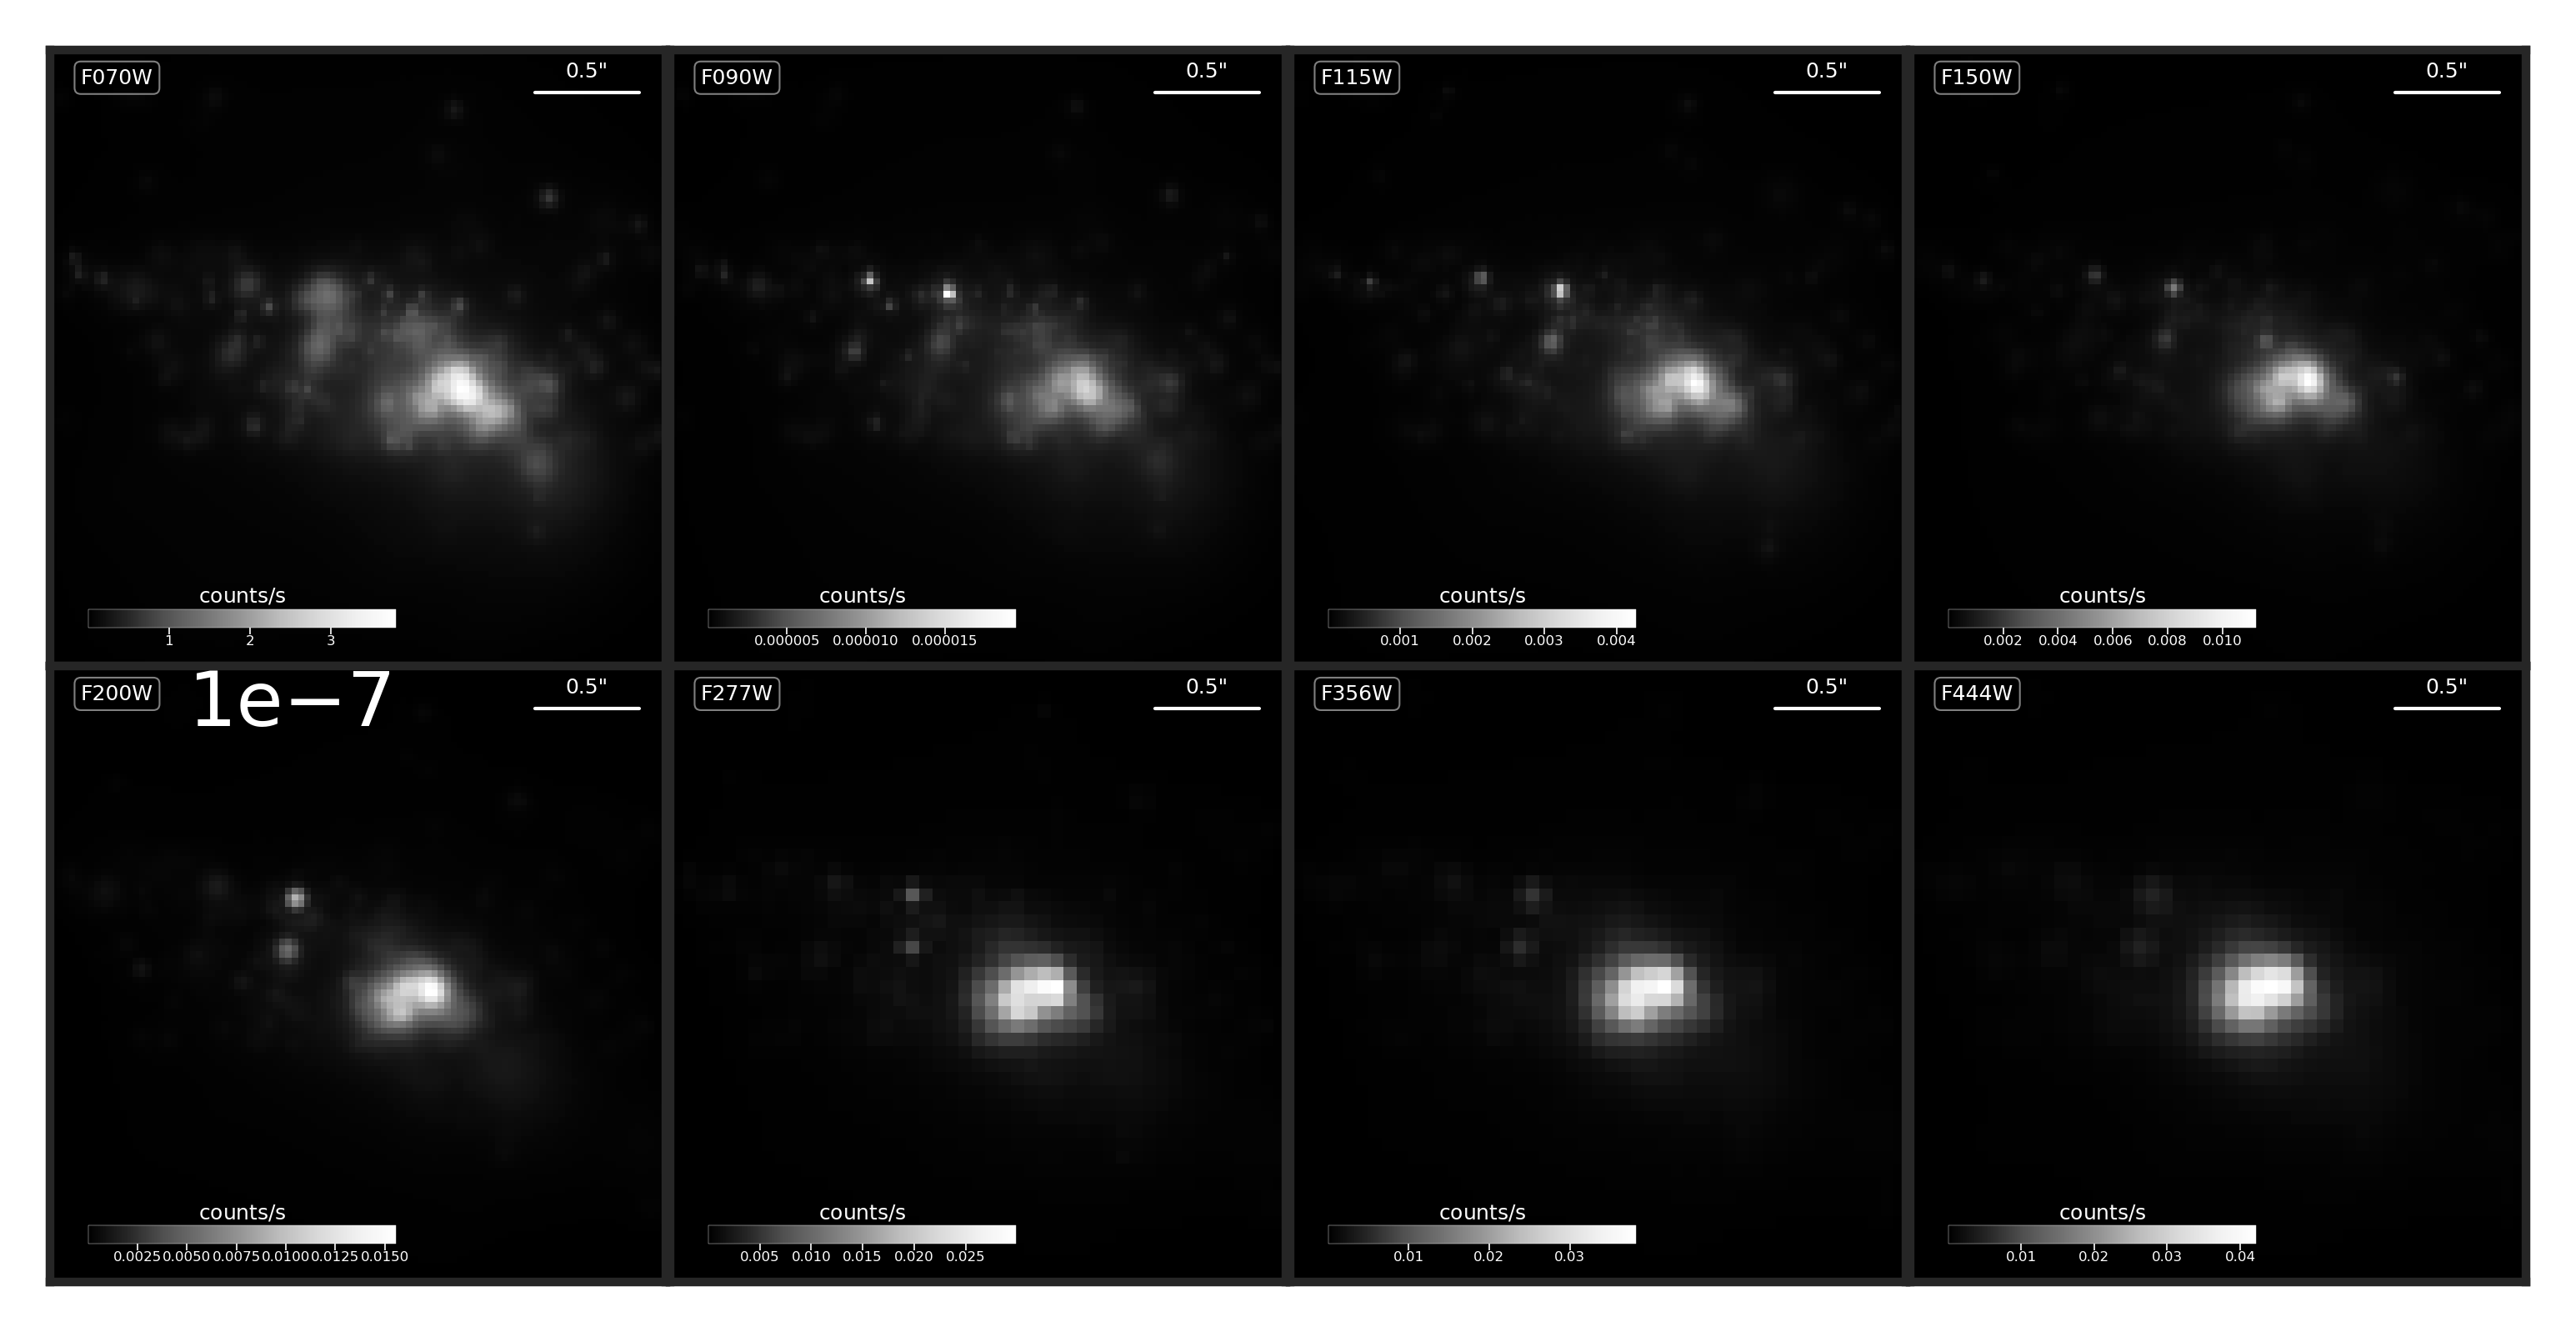 F070W 0.5"
counts/s
1 2 3
F090W 0.5"
counts/s
0.000005 0.000010 0.000015
F115W 0.5"
counts/s
0.001 0.002 0.003 0.004
F150W 0.5"
counts/s
0.002 0.004 0.006 0.008 0.010
F200W 1e−7 0.5"
counts/s
0.0025 0.0050 0.0075 0.0100 0.0125 0.0150
F277W 0.5"
counts/s
0.005 0.010 0.015 0.020 0.025
F356W 0.5"
counts/s
0.01 0.02 0.03
F444W 0.5"
counts/s
0.01 0.02 0.03 0.04